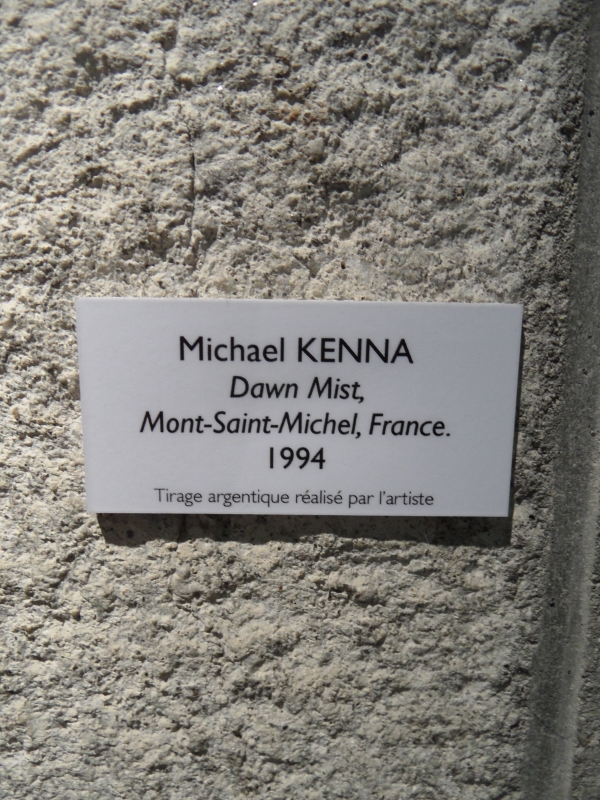 Michael KENNA
Dawn Mist,
Mont-Saint-Michel, France.
1994
Tirage argentique réalisé par l'artiste